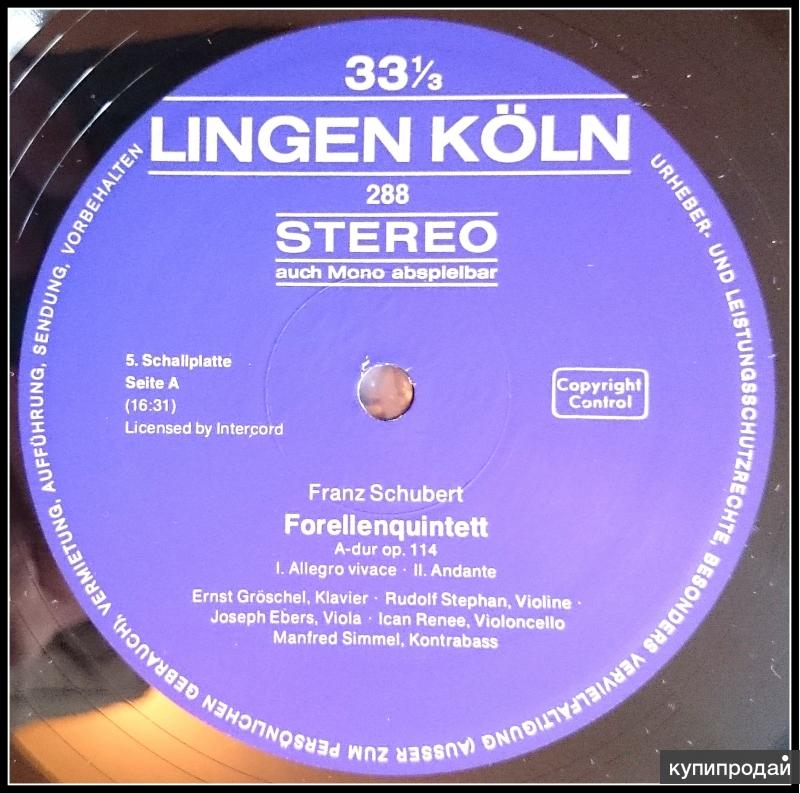 33⅓
LINGEN KÖLN
288
STEREO
auch Mono abspielbar
5. Schallplatte
Seite A
(16:31)
Licensed by Intercord
Copyright
Control
Franz Schubert
Forellenquintett
A-dur op. 114
I. Allegro vivace · II. Andante
Ernst Gröschel, Klavier · Rudolf Stephan, Violine ·
Joseph Ebers, Viola · Ican Renee, Violoncello
Manfred Simmel, Kontrabass
URHEBER- UND LEISTUNGSSCHUTZRECHTE, BESONDERS VERVIELFÄLTIGUNG (AUSSER ZUM PERSÖNLICHEN GEBRAUCH), VERMIETUNG, AUFFÜHRUNG, SENDUNG, VORBEHALTEN
купипродай